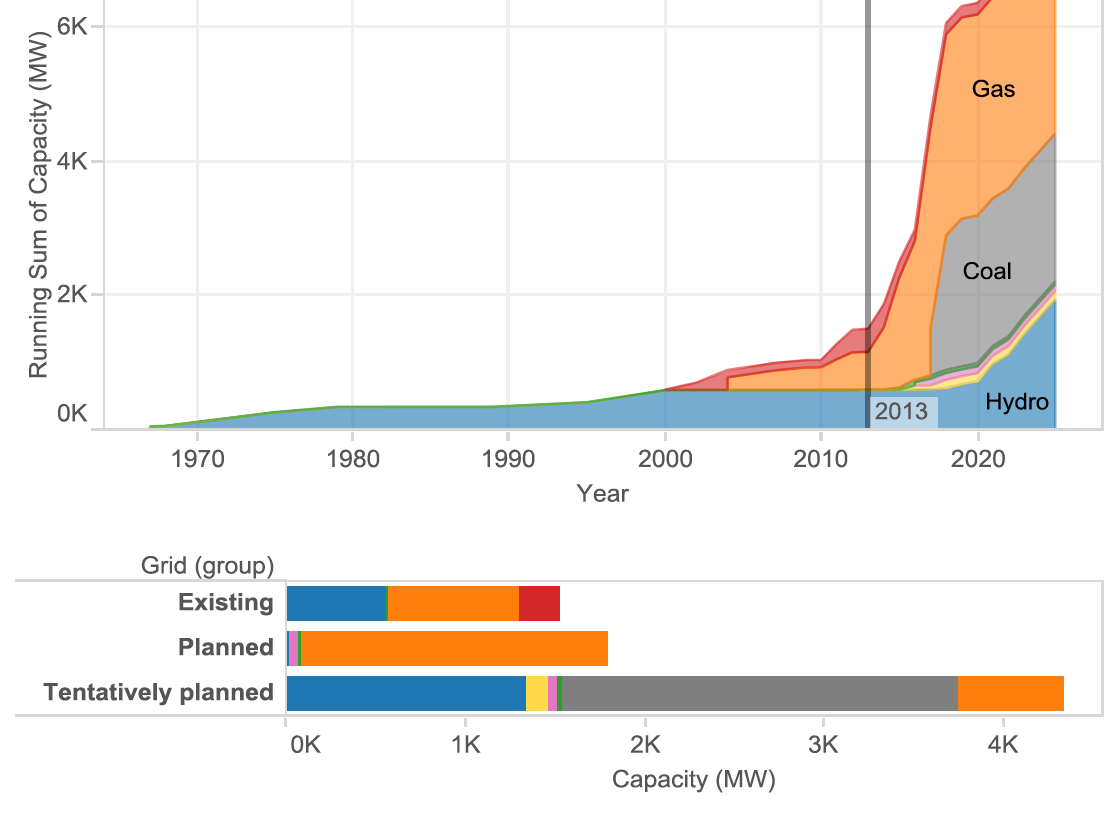 6K
4K
2K
0K
Running Sum of Capacity (MW)
Gas
Coal
Hydro
2013
1970 1980 1990 2000 2010 2020
Year
Grid (group)
Existing
Planned
Tentatively planned
0K 1K 2K 3K 4K
Capacity (MW)